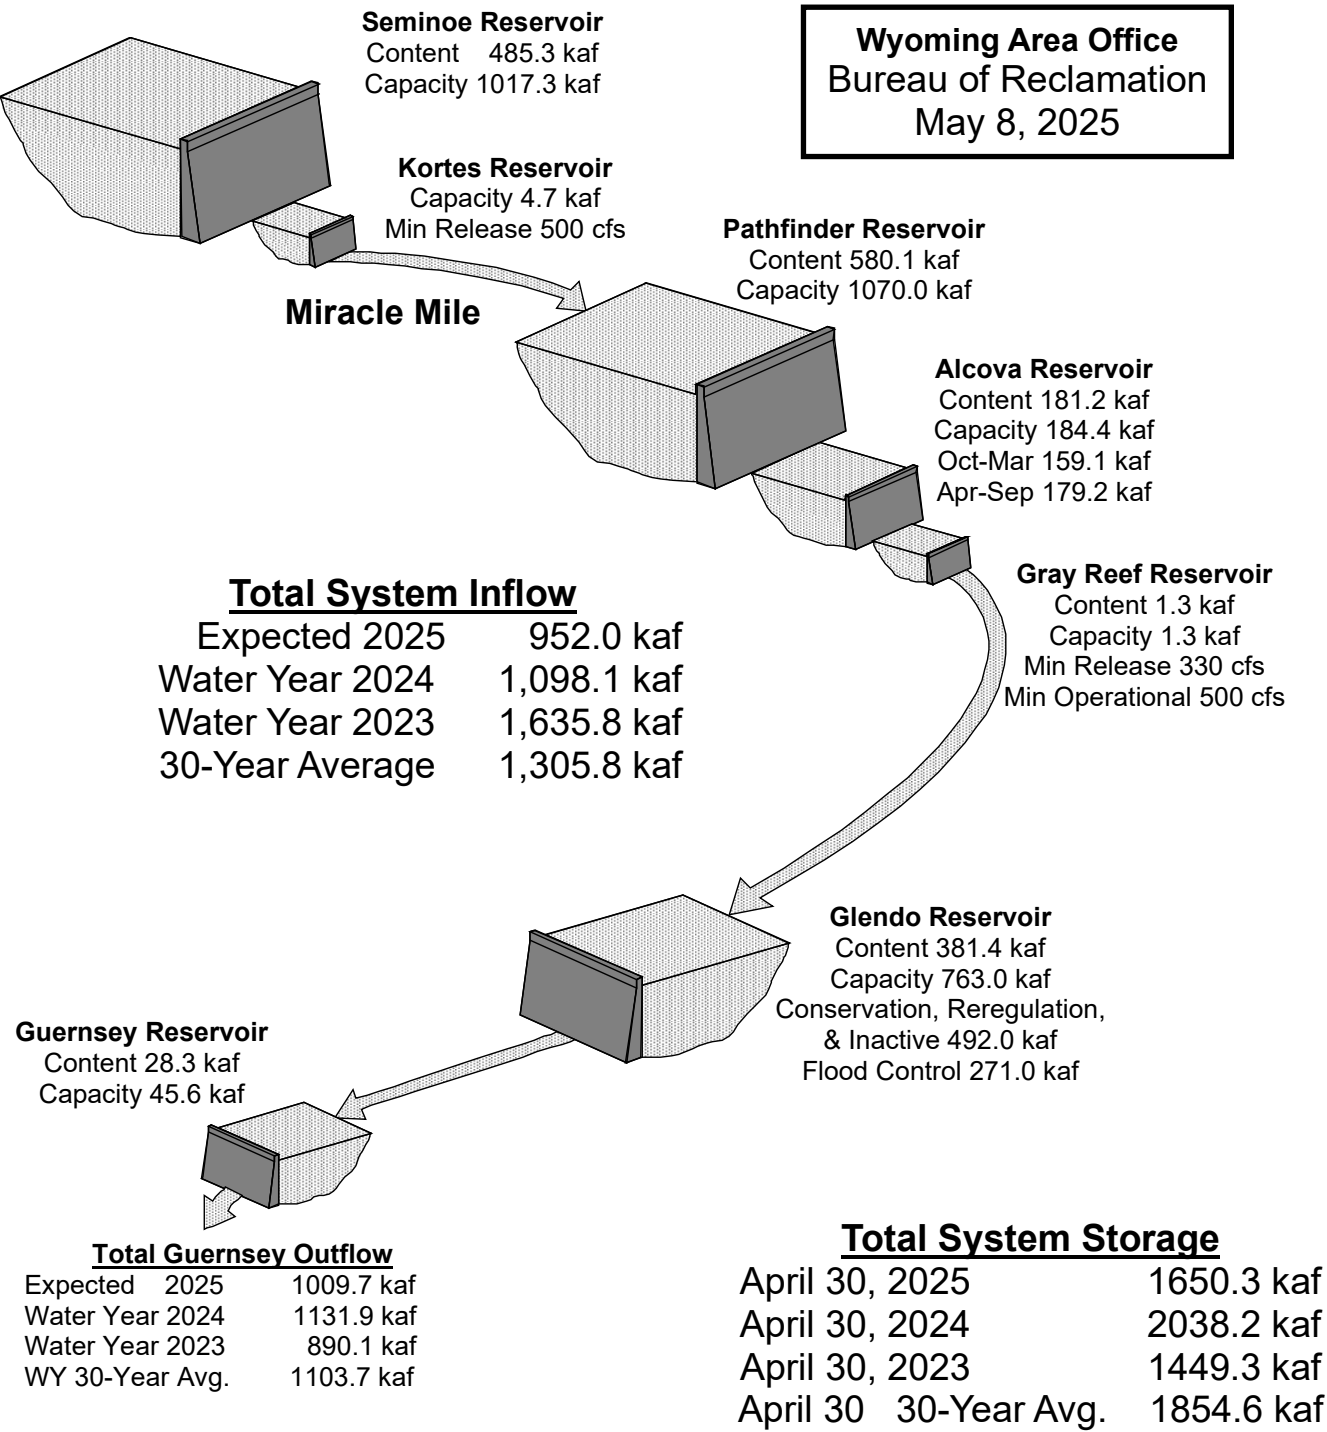 Seminoe Reservoir
Content 485.3 kaf
Capacity 1017.3 kaf
Wyoming Area Office
Bureau of Reclamation
May 8, 2025
Kortes Reservoir
Capacity 4.7 kaf
Min Release 500 cfs
Miracle Mile
Pathfinder Reservoir
Content 580.1 kaf
Capacity 1070.0 kaf
Alcova Reservoir
Content 181.2 kaf
Capacity 184.4 kaf
Oct-Mar 159.1 kaf
Apr-Sep 179.2 kaf
Gray Reef Reservoir
Content 1.3 kaf
Capacity 1.3 kaf
Min Release 330 cfs
Min Operational 500 cfs
Total System Inflow
Expected 2025 952.0 kaf
Water Year 2024 1,098.1 kaf
Water Year 2023 1,635.8 kaf
30-Year Average 1,305.8 kaf
Glendo Reservoir
Content 381.4 kaf
Capacity 763.0 kaf
Conservation, Reregulation,
& Inactive 492.0 kaf
Flood Control 271.0 kaf
Guernsey Reservoir
Content 28.3 kaf
Capacity 45.6 kaf
Total Guernsey Outflow
Expected 2025 1009.7 kaf
Water Year 2024 1131.9 kaf
Water Year 2023 890.1 kaf
WY 30-Year Avg. 1103.7 kaf
Total System Storage
April 30, 2025 1650.3 kaf
April 30, 2024 2038.2 kaf
April 30, 2023 1449.3 kaf
April 30 30-Year Avg. 1854.6 kaf